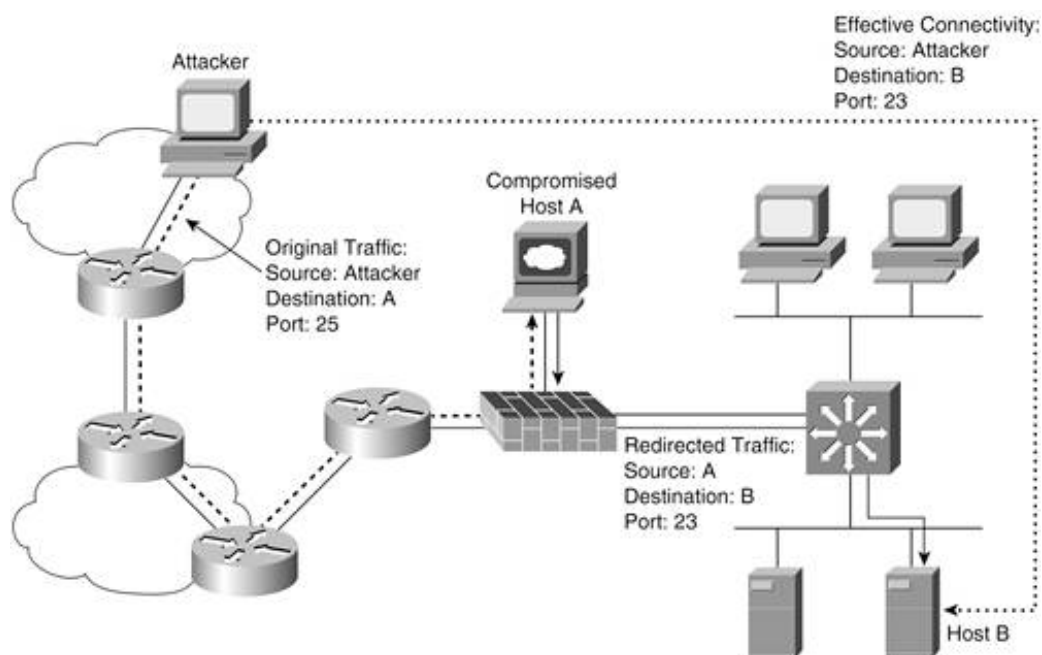 Effective Connectivity:
Source: Attacker
Destination: B
Port: 23
Attacker
Compromised
Host A
Original Traffic:
Source: Attacker
Destination: A
Port: 25
Redirected Traffic:
Source: A
Destination: B
Port: 23
Host B